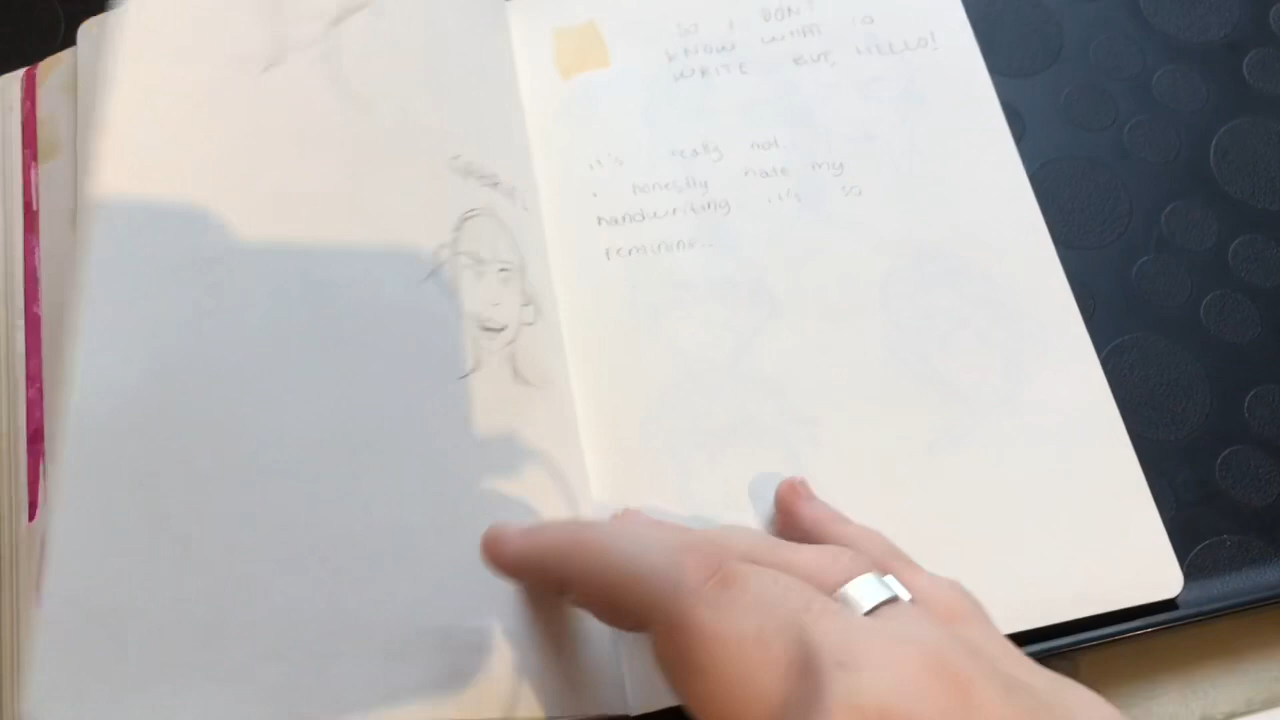 SO I DON'T
KNOW WHAT TO
WRITE BUT, HELLO!
it's really not.
i honestly hate my
handwriting it's so
feminine..